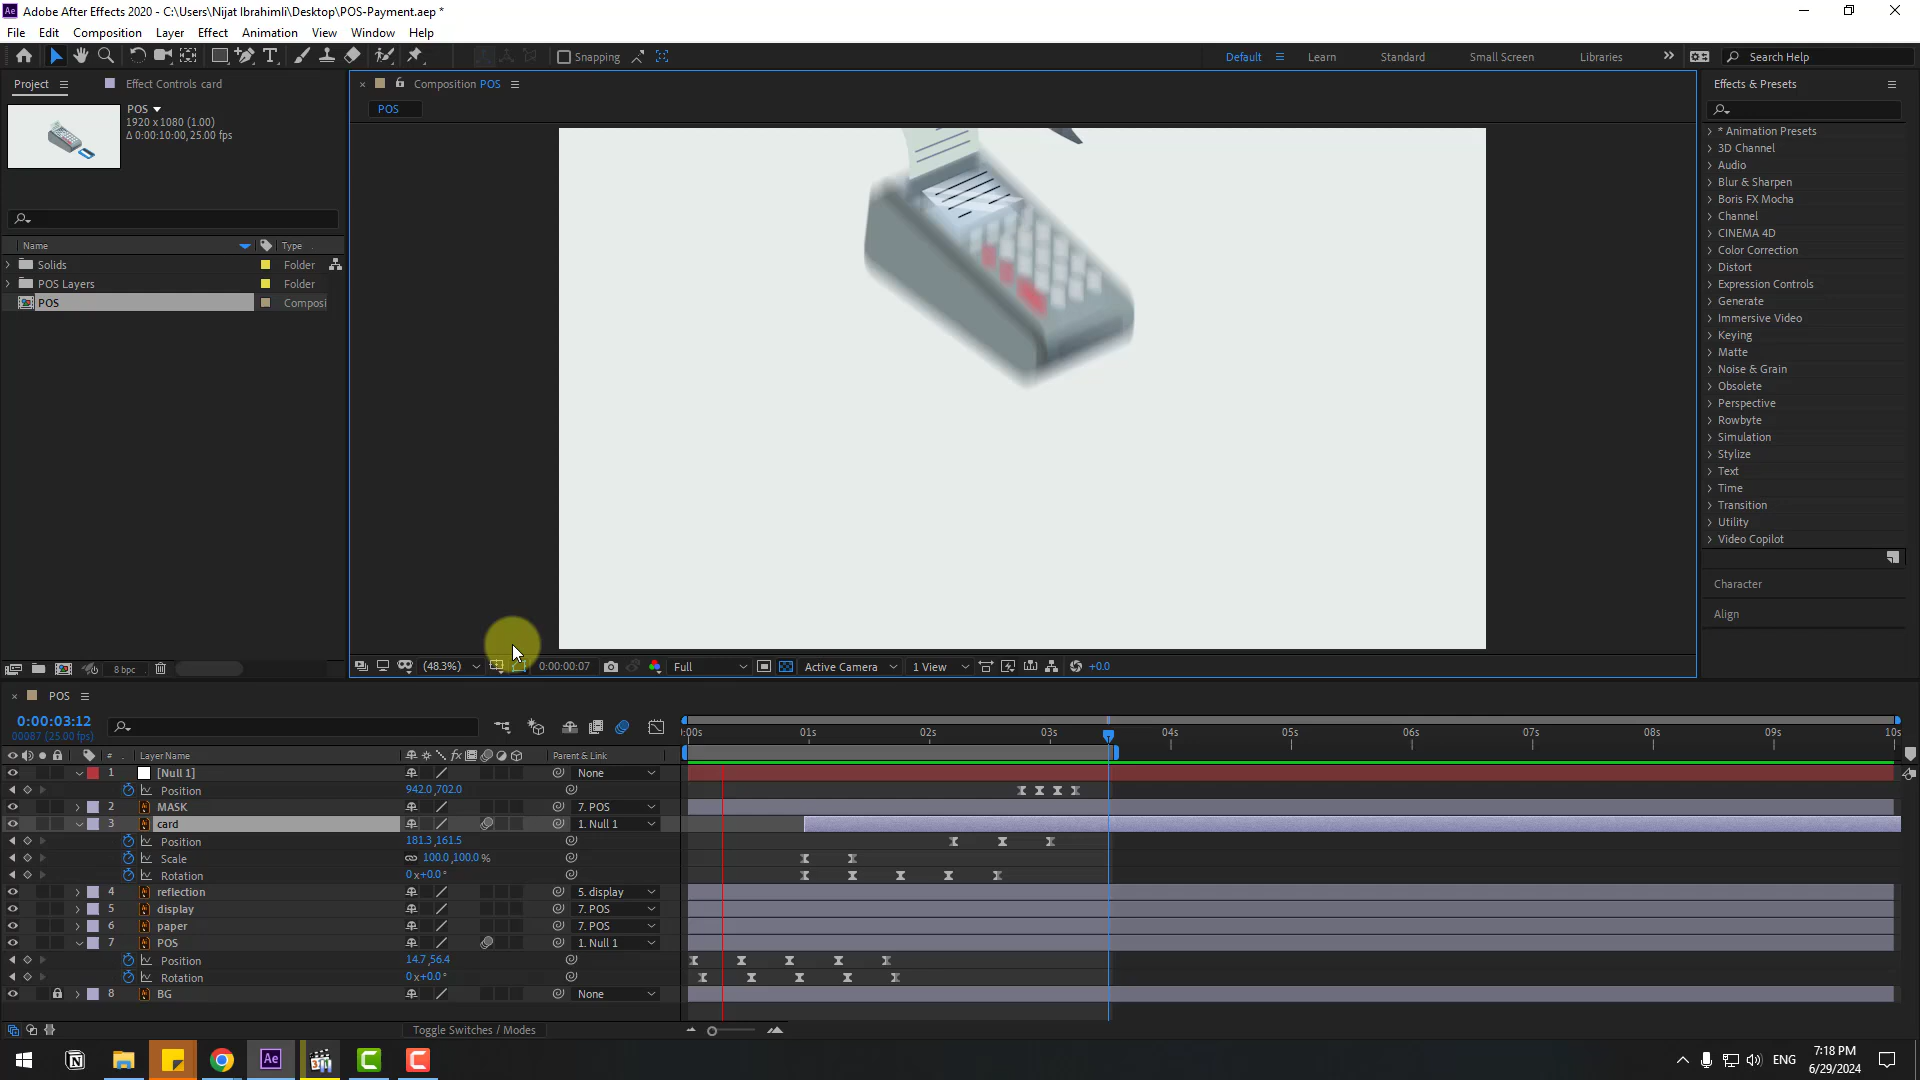 Adobe After Effects 2020 - C:\Users\Nijat Ibrahimli\Desktop\POS-Payment.aep *
File Edit Composition Layer Effect Animation View Window Help
Snapping
Default Learn Standard Small Screen Libraries Search Help
Project Effect Controls card
POS
1920 x 1080 (1.00)
Δ 0:00:10:00, 25.00 fps
Name Type
Solids Folder
POS Layers Folder
POS Composi
8 bpc
Composition POS
POS
(48.3%) 0:00:00:07 Full Active Camera 1 View +0.0
Effects & Presets
* Animation Presets
3D Channel
Audio
Blur & Sharpen
Boris FX Mocha
Channel
CINEMA 4D
Color Correction
Distort
Expression Controls
Generate
Immersive Video
Keying
Matte
Noise & Grain
Obsolete
Perspective
Rowbyte
Simulation
Stylize
Text
Time
Transition
Utility
Video Copilot
Character
Align
POS
0:00:03:12
00087 (25.00 fps)
:00s 01s 02s 03s 04s 05s 06s 07s 08s 09s 10s
# Layer Name Parent & Link
1 [Null 1] None
Position 942.0,702.0
2 MASK 7. POS
3 card 1. Null 1
Position 181.3,161.5
Scale 100.0,100.0 %
Rotation 0x+0.0°
4 reflection 5. display
5 display 7. POS
6 paper 7. POS
7 POS 1. Null 1
Position 14.7,56.4
Rotation 0x+0.0°
8 BG None
Toggle Switches / Modes
ENG
7:18 PM
6/29/2024